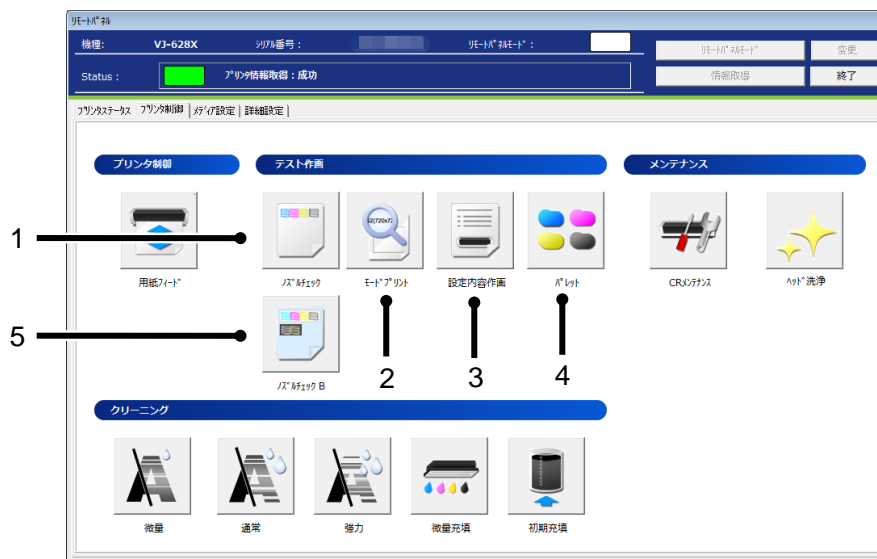 ﾘﾓｰﾄﾊﾟﾈﾙ
機種: VJ-628X ｼﾘｱﾙ番号: ﾘﾓｰﾄﾊﾟﾈﾙﾓｰﾄﾞ: ﾘﾓｰﾄﾊﾟﾈﾙﾓｰﾄﾞ 変更
Status: ﾌﾟﾘﾝﾀ情報取得：成功 情報取得 終了
ﾌﾟﾘﾝﾀｽﾃｰﾀｽ ﾌﾟﾘﾝﾀ制御 ﾒﾃﾞｨｱ設定 詳細設定
プリンタ制御 テスト作画 メンテナンス
1
用紙ﾌｨｰﾄﾞ ﾉｽﾞﾙﾁｪｯｸ ﾓｰﾄﾞﾌﾟﾘﾝﾄ 設定内容作画 ﾊﾟﾚｯﾄ CRﾒﾝﾃﾅﾝｽ ﾍｯﾄﾞ洗浄
5
2 3 4
ﾉｽﾞﾙﾁｪｯｸ B
クリーニング
微量 通常 強力 微量充填 初期充填